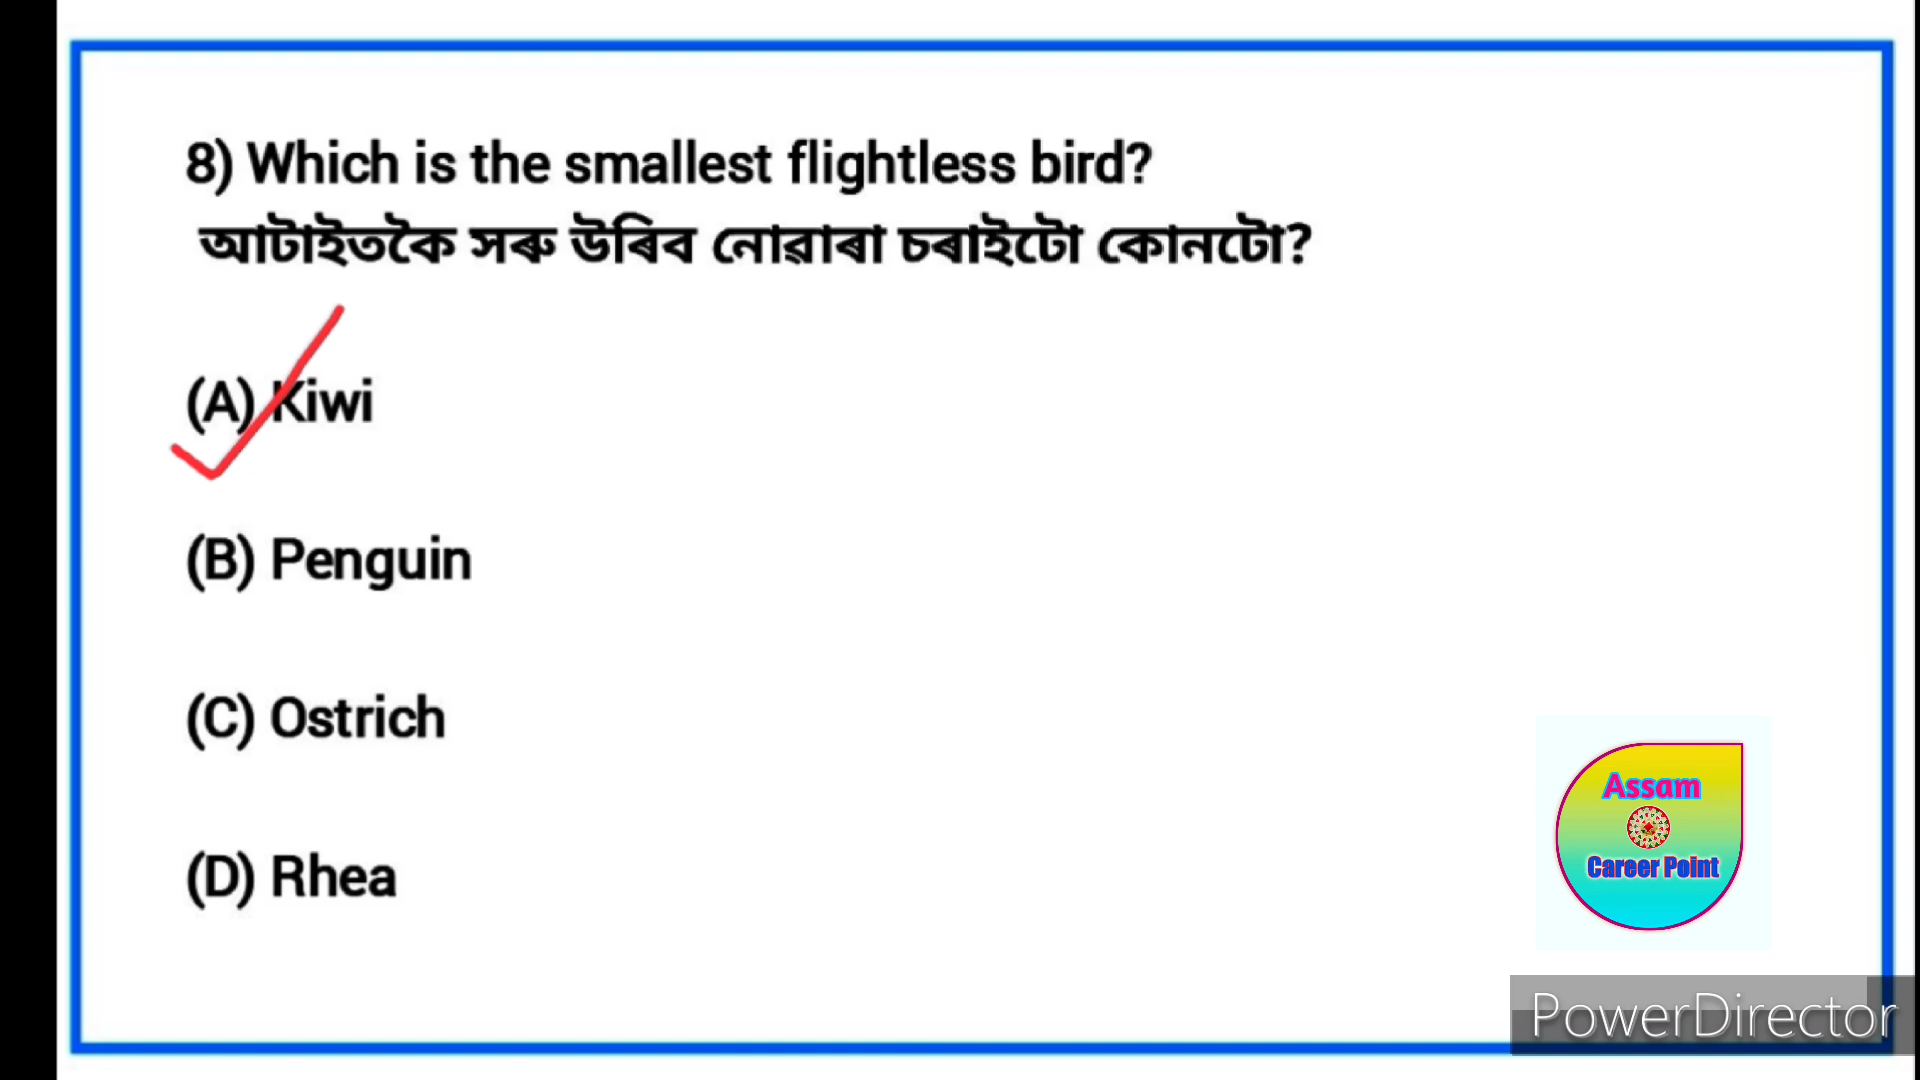 8) Which is the smallest flightless bird?
আটাইতকৈ সৰু উৰিব নোৱাৰা চৰাইটো কোনটো?
(A) Kiwi
(B) Penguin
(C) Ostrich
(D) Rhea
Assam
Career Point
PowerDirector